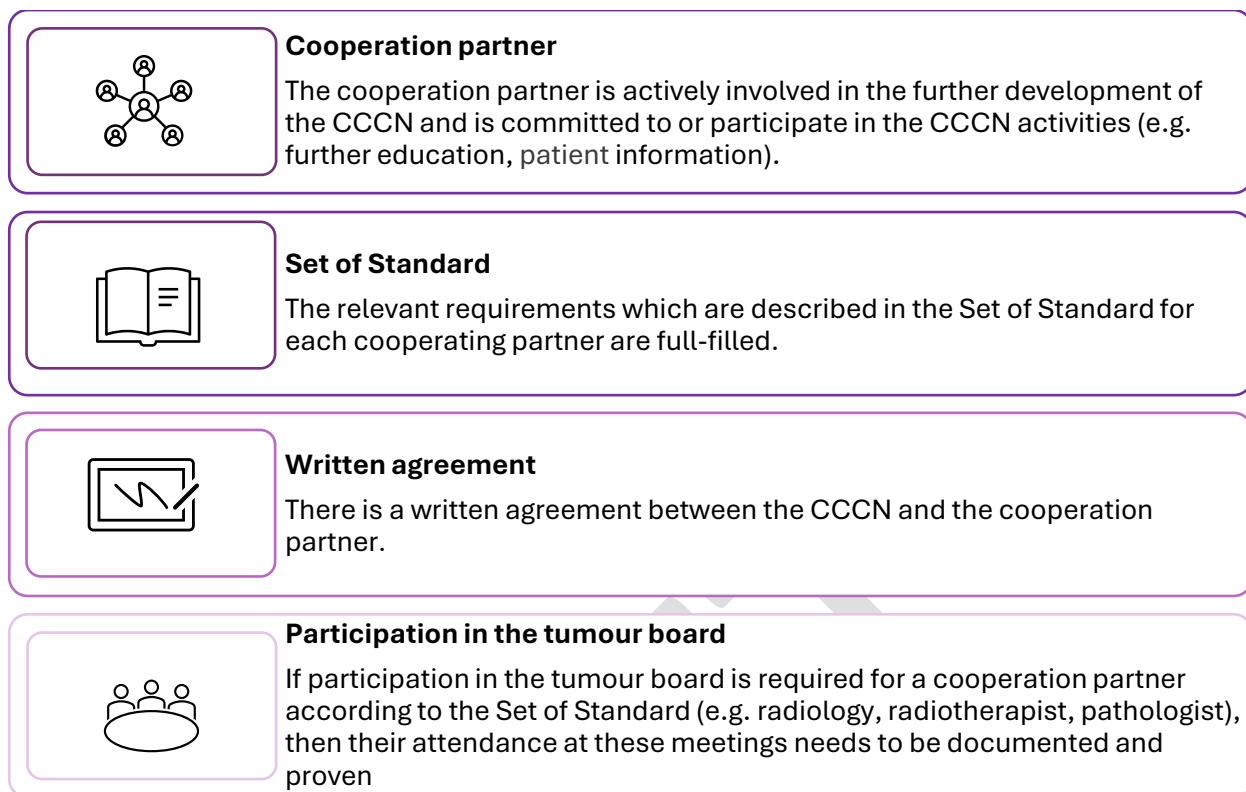 Cooperation partner
The cooperation partner is actively involved in the further development of
the CCCN and is committed to or participate in the CCCN activities (e.g.
further education, patient information).
Set of Standard
The relevant requirements which are described in the Set of Standard for
each cooperating partner are full-filled.
Written agreement
There is a written agreement between the CCCN and the cooperation
partner.
Participation in the tumour board
If participation in the tumour board is required for a cooperation partner
according to the Set of Standard (e.g. radiology, radiotherapist, pathologist),
then their attendance at these meetings needs to be documented and
proven